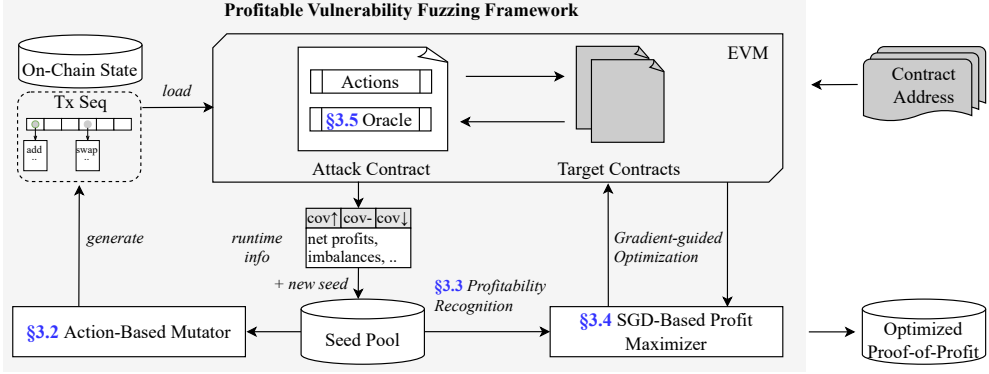 Profitable Vulnerability Fuzzing Framework
On-Chain State
Tx Seq
add
..
swap
..
load
EVM
Actions
§3.5 Oracle
Attack Contract
Target Contracts
Contract
Address
generate
runtime
info
cov↑ cov- cov↓
net profits,
imbalances, ..
+ new seed
Gradient-guided
Optimization
§3.3 Profitability
Recognition
§3.2 Action-Based Mutator
Seed Pool
§3.4 SGD-Based Profit
Maximizer
Optimized
Proof-of-Profit